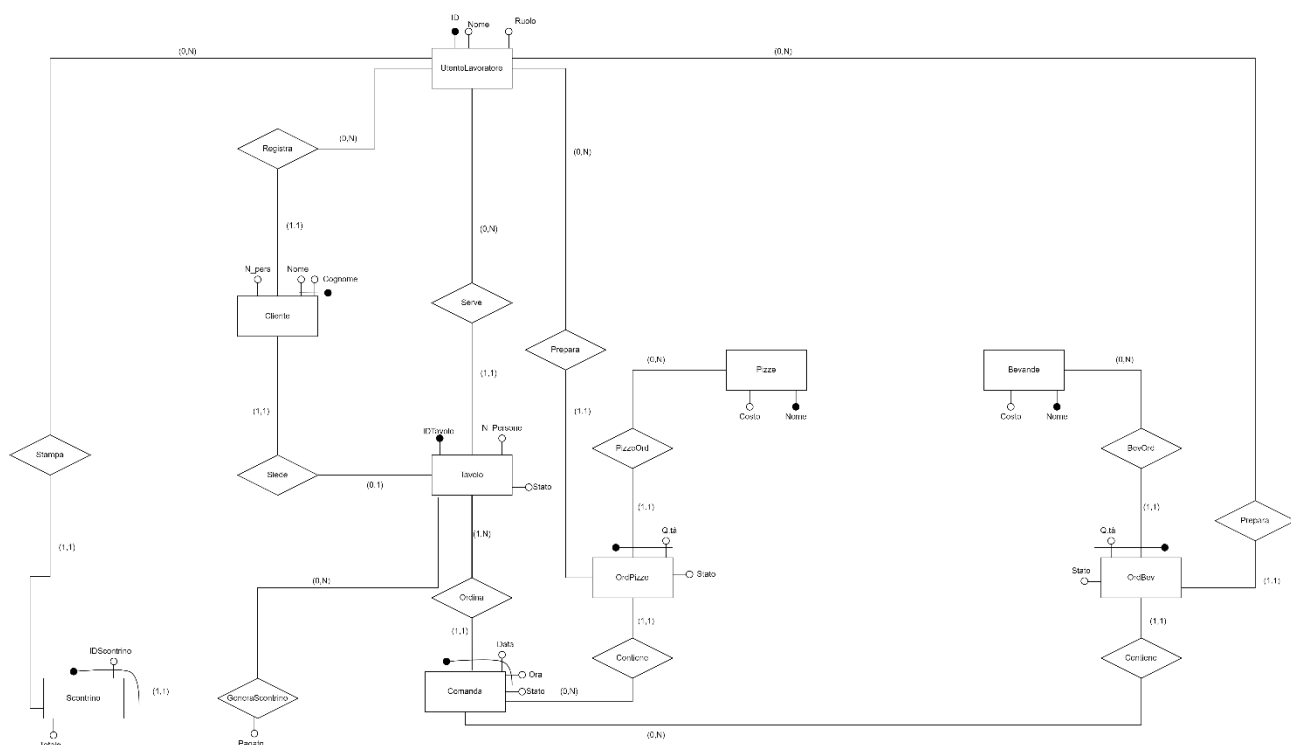 ID
Nome
Ruolo
(0,N)
(0,N)
UtenteLavoratore
Registra
(0,N)
(0,N)
(1,1)
(0,N)
N_pers
Nome
Cognome
Cliente
Serve
Prepara
(0,N)
Pizze
Bevande
(0,N)
(1,1)
(1,1)
(1,1)
Costo
Nome
Costo
Nome
IDTavolo
N_Persone
PizzeOrd
BevOrd
Stampa
Siede
(0,1)
Tavolo
Stato
(1,1)
(1,1)
(1,N)
Prepara
Q.tà
Q.tà
(1,1)
OrdPizze
Stato
Stato
OrdBev
(1,1)
(0,N)
Ordina
(1,1)
(1,1)
(1,1)
IDScontrino
Data
Contiene
Contiene
Ora
Scontrino
(1,1)
GeneraScontrino
Comanda
Stato
(0,N)
Pagato
(0,N)
Totale